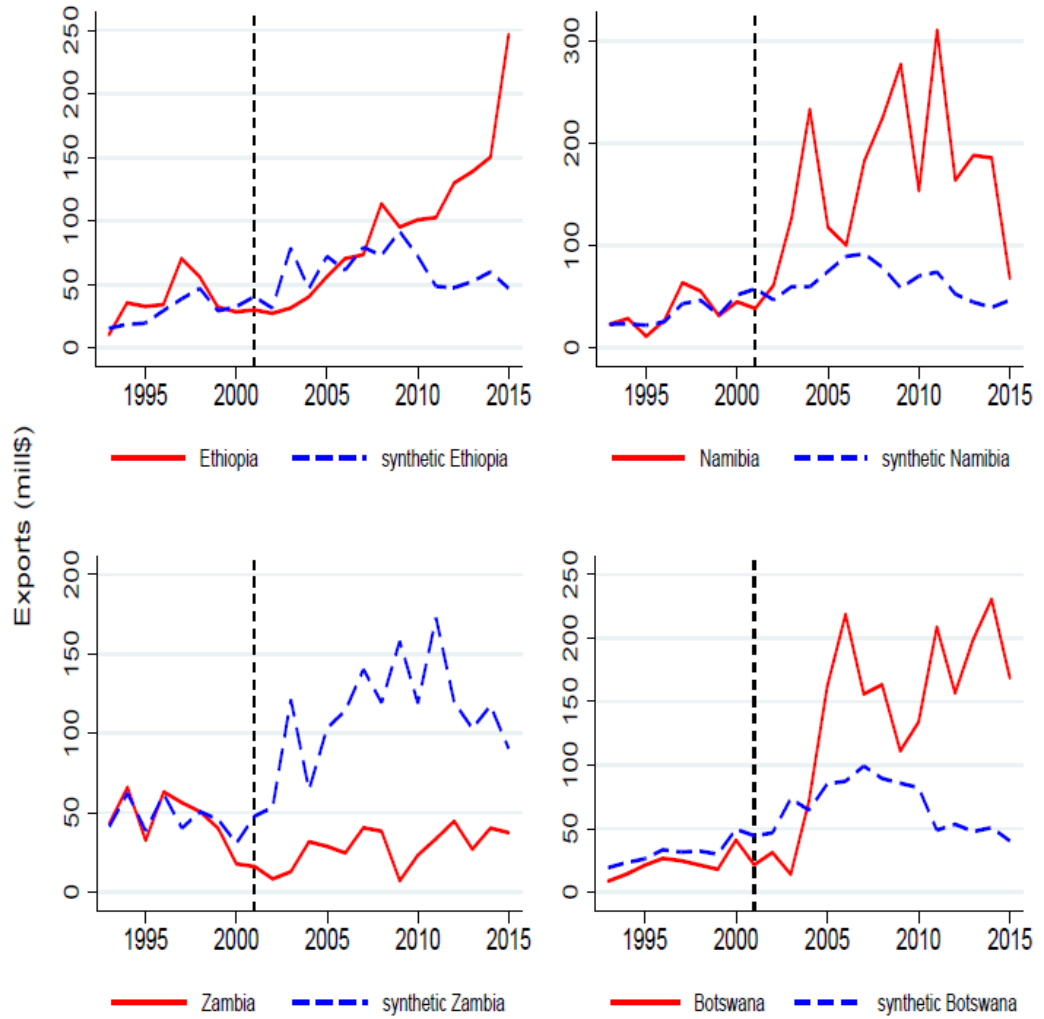 Exports (mill$)
250
200
150
100
50
0
1995 2000 2005 2010 2015
Ethiopia synthetic Ethiopia
300
200
100
0
1995 2000 2005 2010 2015
Namibia synthetic Namibia
200
150
100
50
0
1995 2000 2005 2010 2015
Zambia synthetic Zambia
250
200
150
100
50
0
1995 2000 2005 2010 2015
Botswana synthetic Botswana